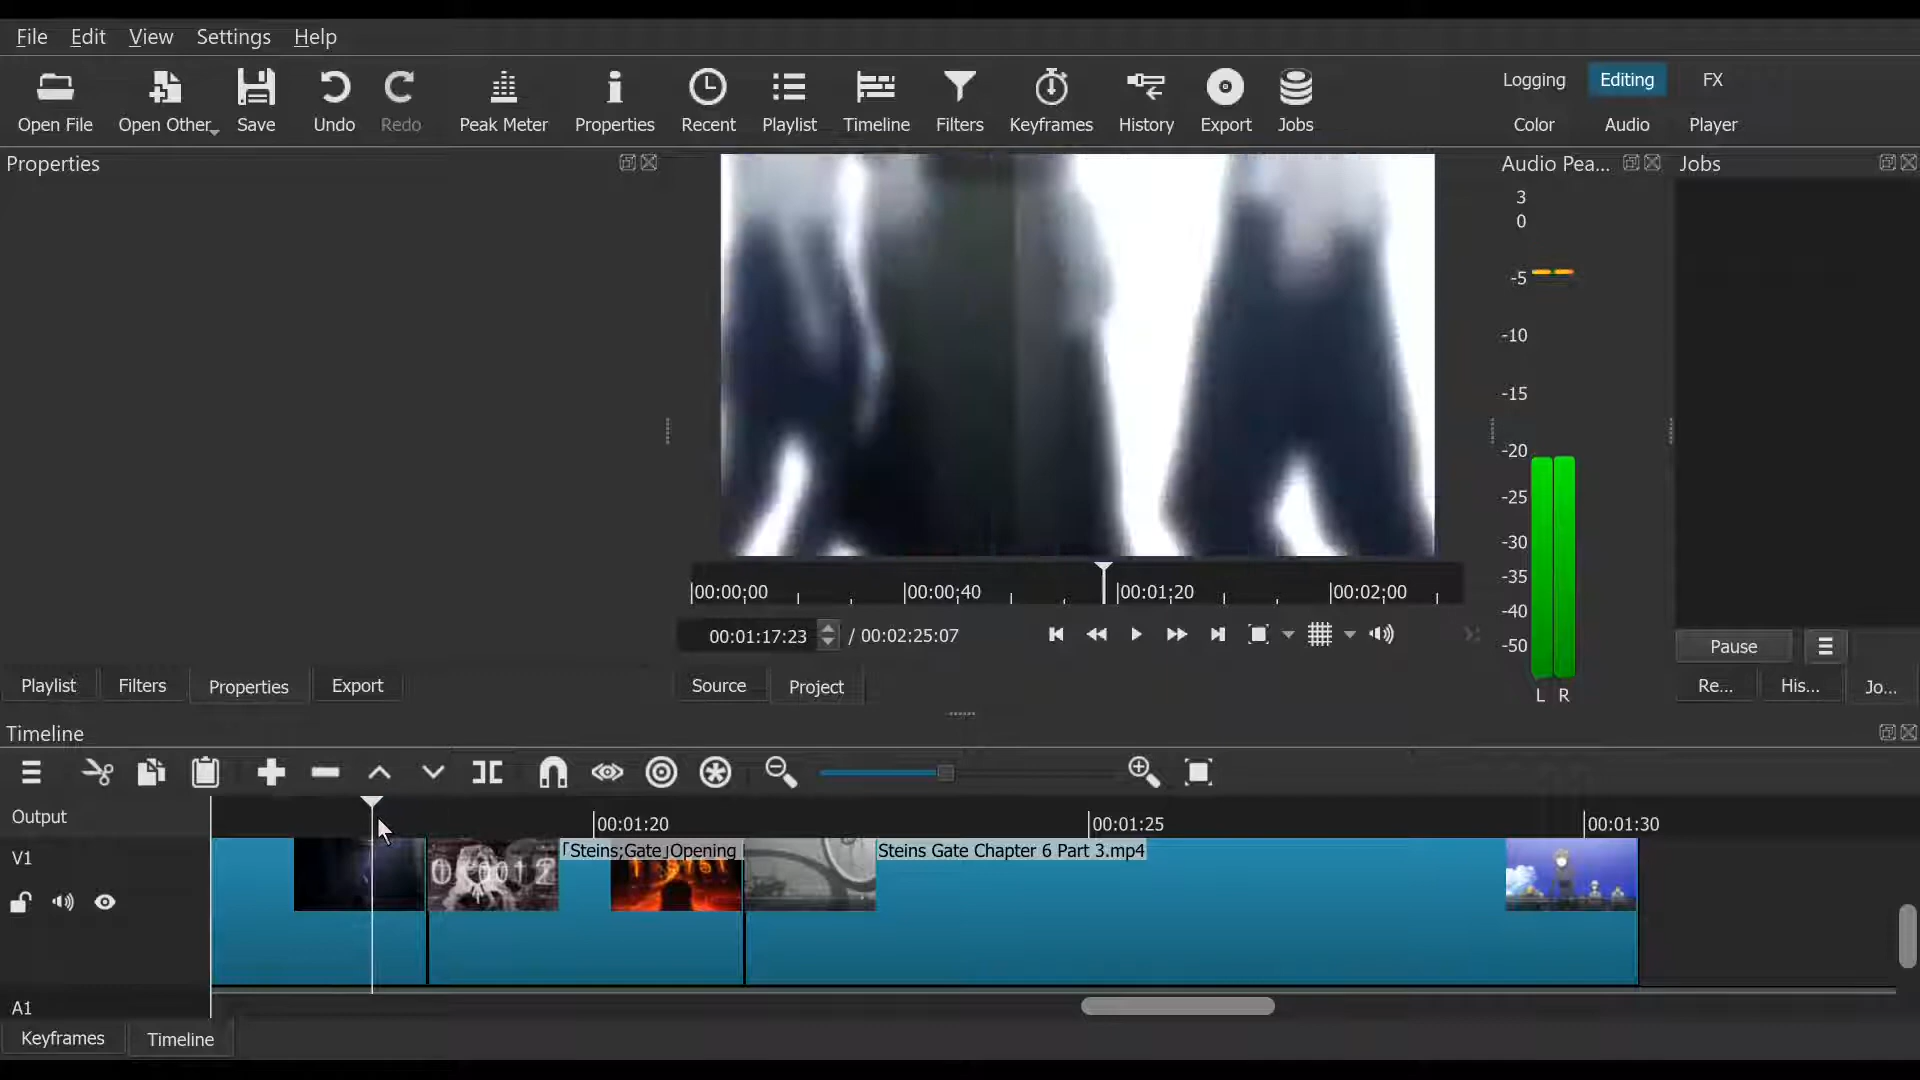 File Edit View Settings Help
Open File Open Other Save Undo Redo Peak Meter Properties Recent Playlist Timeline Filters Keyframes History Export Jobs
Logging Editing FX
Color Audio Player
Properties
Audio Pea... Jobs
3
0
-5
-10
-15
-20
-25
-30
-35
-40
-50
L R
|00:00;00 |00:00;40 |00:01;20 |00:02;00
00:01:17:23 / 00:02:25:07
Pause
Playlist Filters Properties Export
Source Project
Re... His... Jo...
Timeline
Output
00:01:20 00:01:25 00:01:30
V1
「Steins;Gate」Opening
Steins Gate Chapter 6 Part 3.mp4
A1
Keyframes Timeline